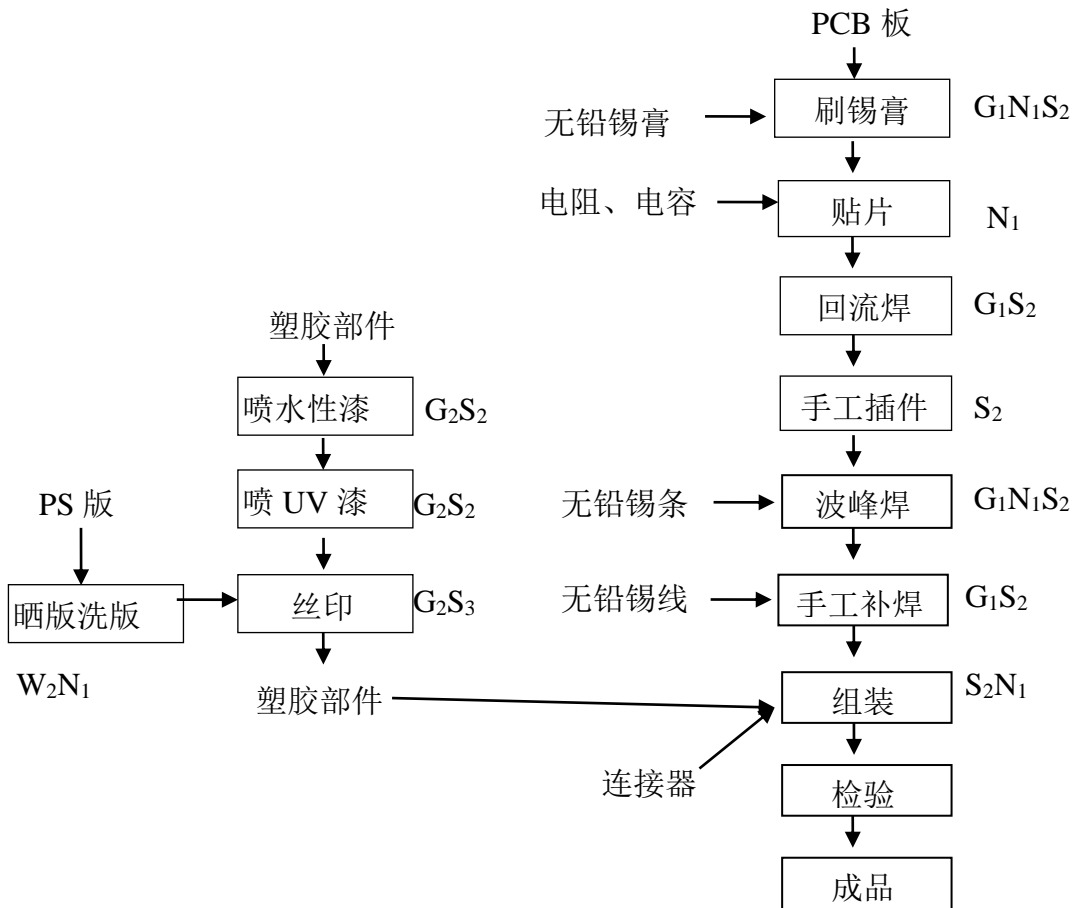 PCB 板
无铅锡膏
刷锡膏
G₁N₁S₂
电阻、电容
贴片
N₁
回流焊
G₁S₂
塑胶部件
喷水性漆
G₂S₂
手工插件
S₂
PS 版
喷 UV 漆
G₂S₂
无铅锡条
波峰焊
G₁N₁S₂
晒版洗版
丝印
G₂S₃
无铅锡线
手工补焊
G₁S₂
W₂N₁
塑胶部件
组装
S₂N₁
连接器
检验
成品